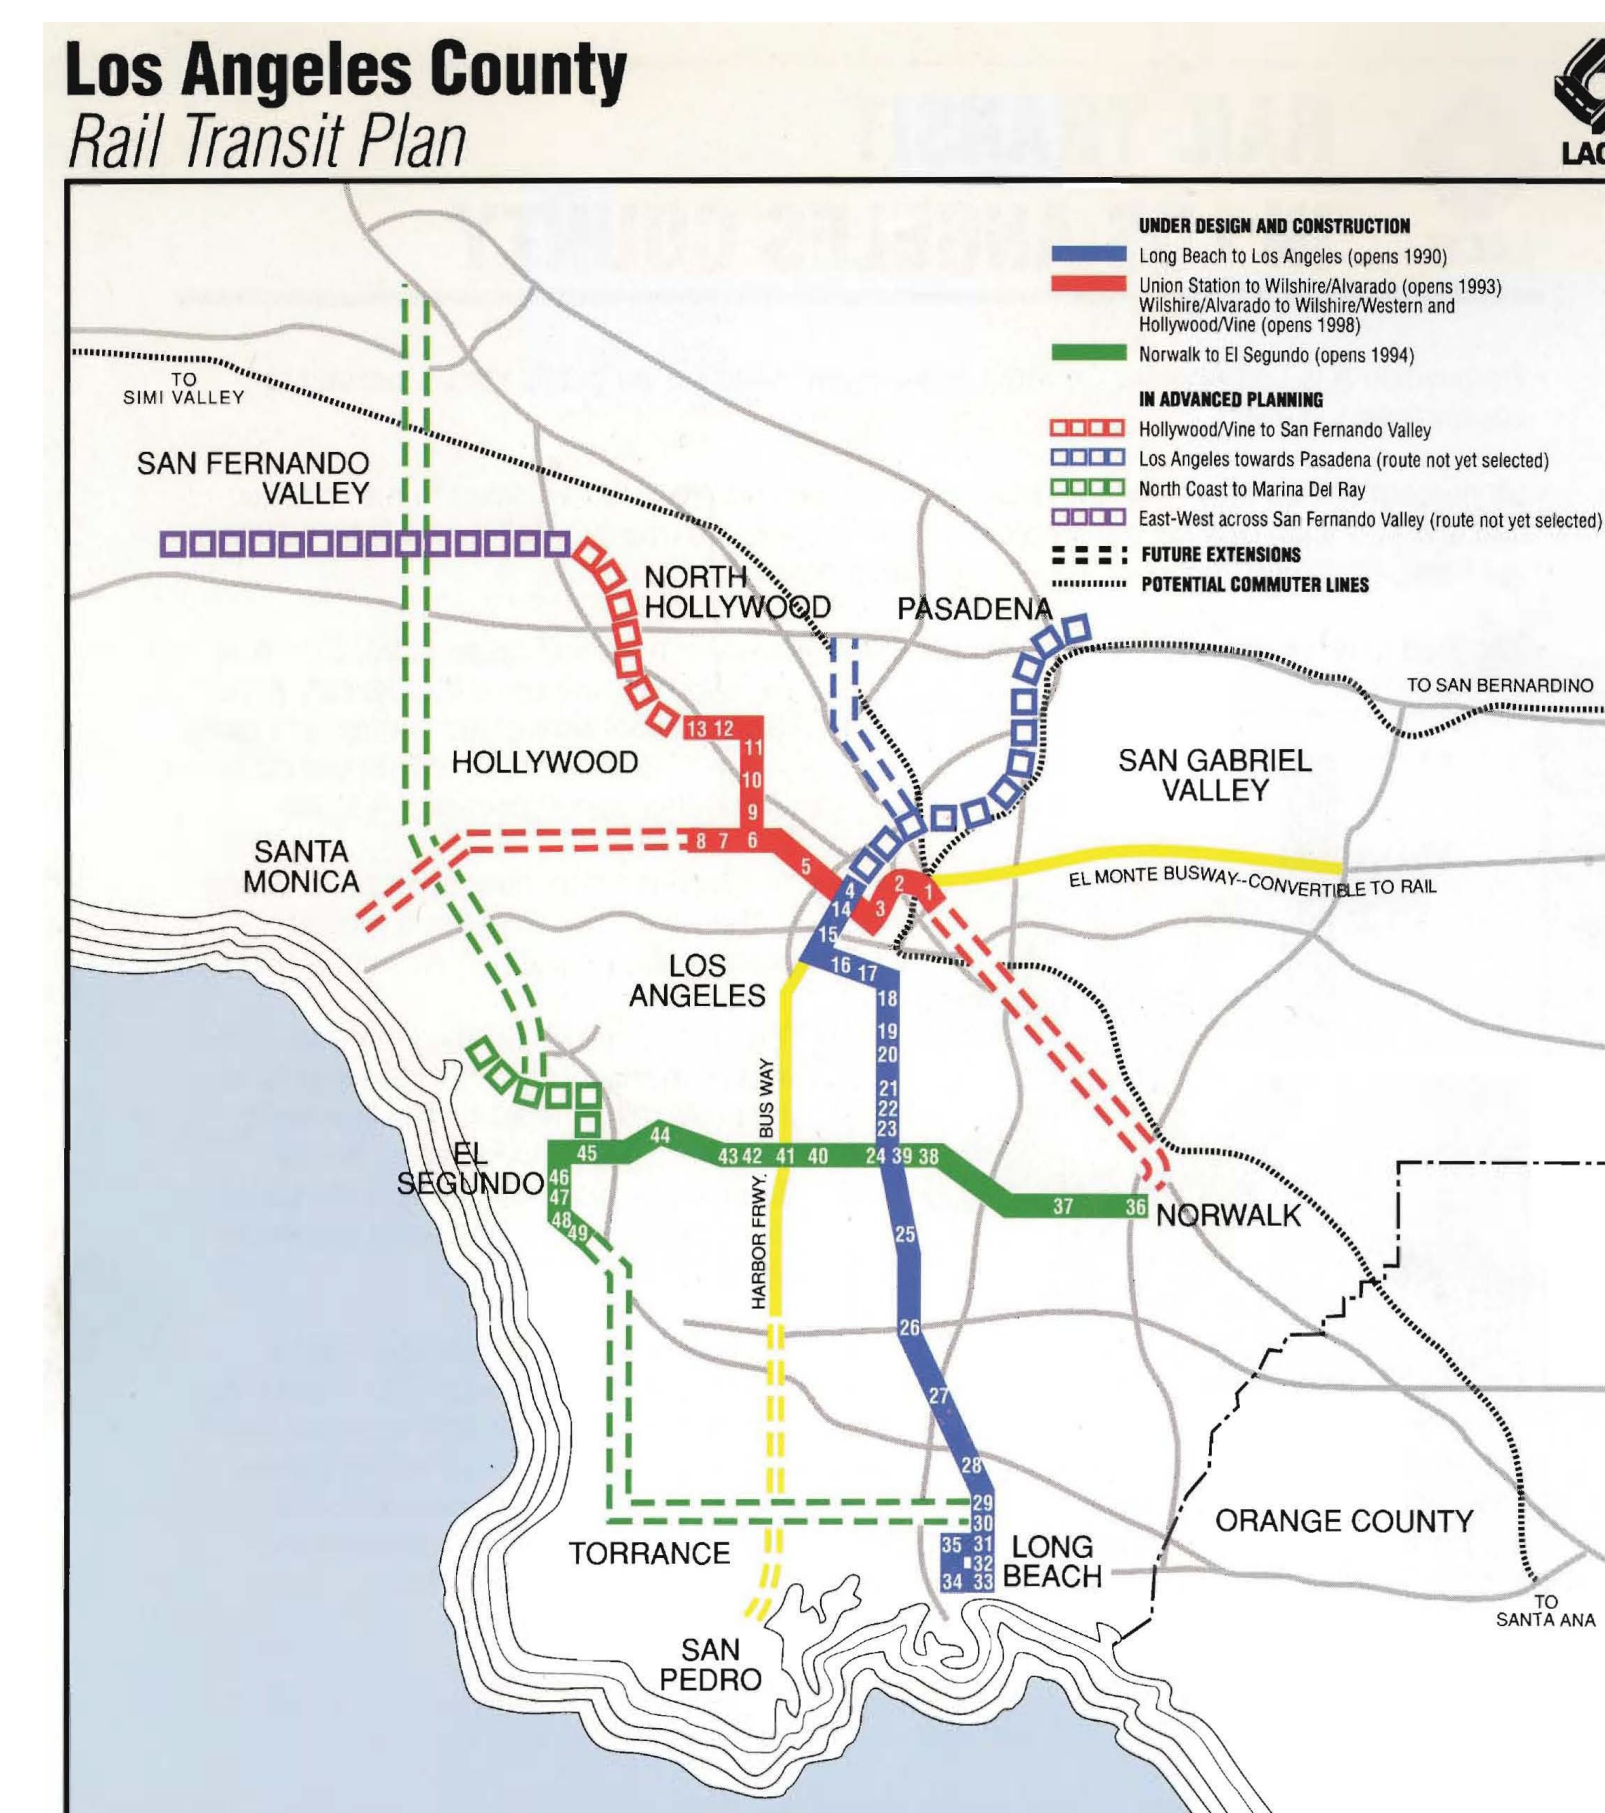 Los Angeles County
Rail Transit Plan
UNDER DESIGN AND CONSTRUCTION
Long Beach to Los Angeles (opens 1990)
Union Station to Wilshire/Alvarado (opens 1993)
Wilshire/Alvarado to Wilshire/Western and
Hollywood/Vine (opens 1998)
Norwalk to El Segundo (opens 1994)
IN ADVANCED PLANNING
Hollywood/Vine to San Fernando Valley
Los Angeles towards Pasadena (route not yet selected)
North Coast to Marina Del Ray
East-West across San Fernando Valley (route not yet selected)
FUTURE EXTENSIONS
POTENTIAL COMMUTER LINES
TO
SIMI VALLEY
SAN FERNANDO
VALLEY
NORTH
HOLLYWOOD
PASADENA
TO SAN BERNARDINO
13 12
11
10
9
8 7 6
5
4
3
2
1
HOLLYWOOD
SAN GABRIEL
VALLEY
SANTA
MONICA
EL MONTE BUSWAY--CONVERTIBLE TO RAIL
14
15
16 17
18
19
20
21
22
23
LOS
ANGELES
BUS WAY
HARBOR FRWY.
EL
SEGUNDO
45
44
43 42 41 40 24 39 38
37 36
46
47
48
49
NORWALK
25
26
27
28
29
30
35 31
32
34 33
TORRANCE
LONG
BEACH
ORANGE COUNTY
SAN
PEDRO
TO
SANTA ANA